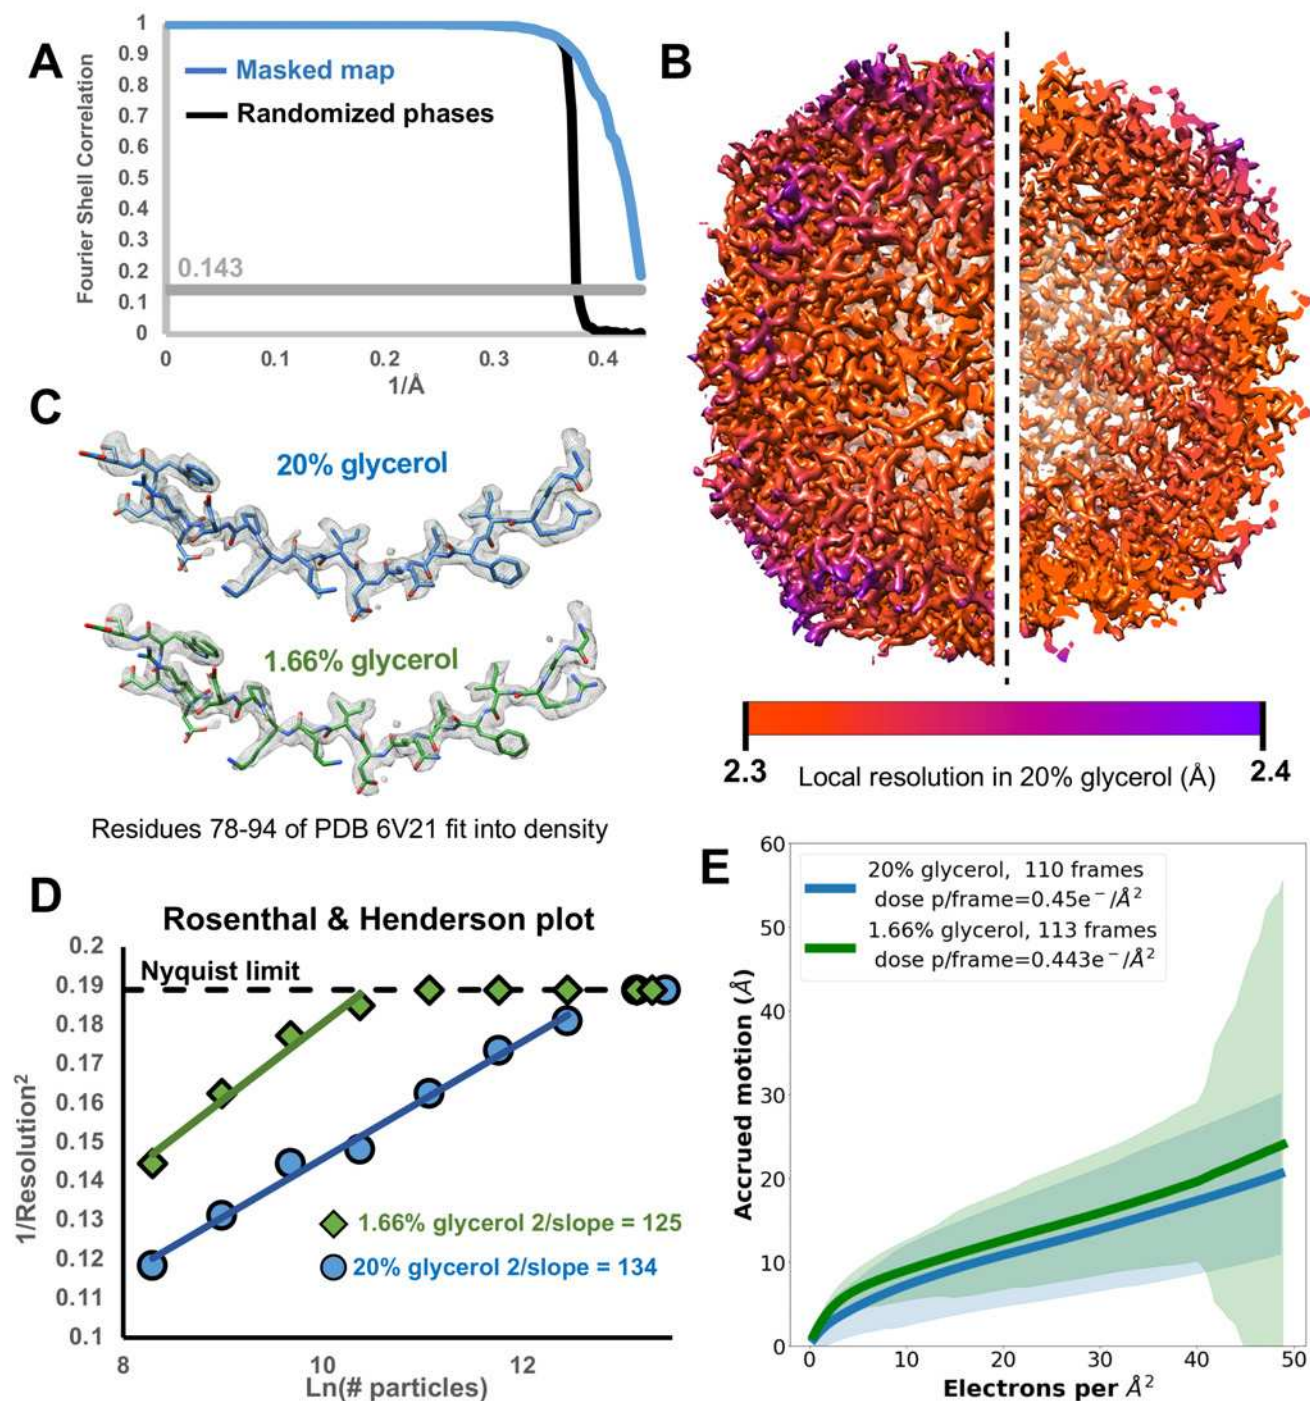 A
1
0.9
0.8
0.7
0.6
0.5
0.4
0.3
0.2
0.1
0
Fourier Shell Correlation
Masked map
Randomized phases
0.143
0
0.1
0.2
0.3
0.4
1/Å
B
2.3
2.4
Local resolution in 20% glycerol (Å)
C
20% glycerol
1.66% glycerol
Residues 78-94 of PDB 6V21 fit into density
D
Rosenthal & Henderson plot
0.2
0.19
0.18
0.17
0.16
0.15
0.14
0.13
0.12
0.11
0.1
1/Resolution²
Nyquist limit
1.66% glycerol 2/slope = 125
20% glycerol 2/slope = 134
8
10
12
Ln(# particles)
E
60
50
40
30
20
10
0
Accrued motion (Å)
20% glycerol, 110 frames
dose p/frame=0.45e⁻/Å²
1.66% glycerol, 113 frames
dose p/frame=0.443e⁻/Å²
0
10
20
30
40
50
Electrons per Å²